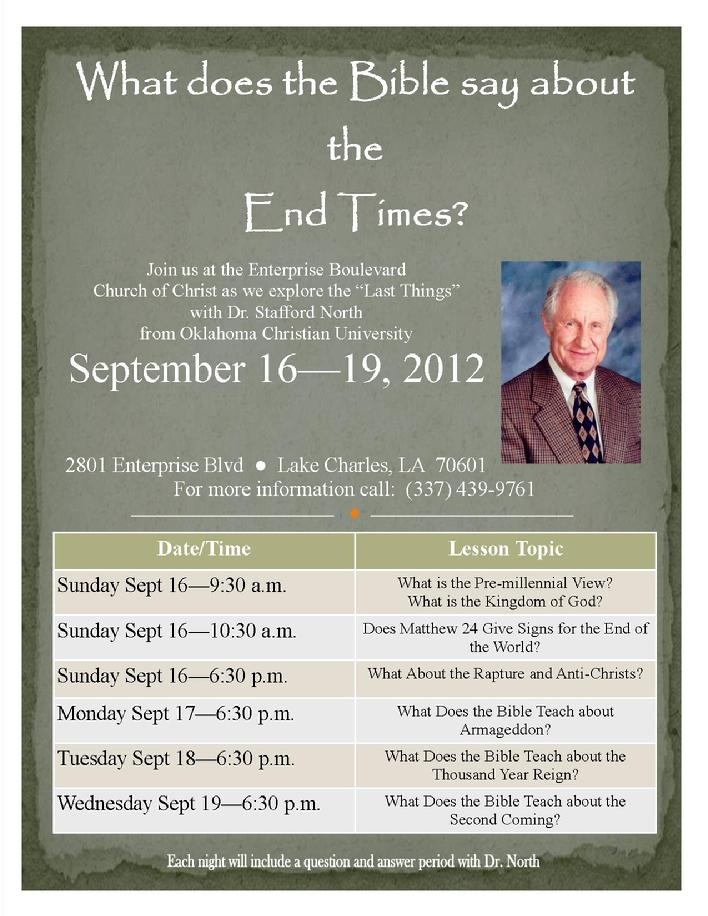 What does the Bible say about
the
End Times?
Join us at the Enterprise Boulevard
Church of Christ as we explore the “Last Things”
with Dr. Stafford North
from Oklahoma Christian University
September 16—19, 2012
2801 Enterprise Blvd ● Lake Charles, LA 70601
For more information call: (337) 439-9761
Date/Time
Lesson Topic
Sunday Sept 16—9:30 a.m.
What is the Pre-millennial View?
What is the Kingdom of God?
Sunday Sept 16—10:30 a.m.
Does Matthew 24 Give Signs for the End of
the World?
Sunday Sept 16—6:30 p.m.
What About the Rapture and Anti-Christs?
Monday Sept 17—6:30 p.m.
What Does the Bible Teach about
Armageddon?
Tuesday Sept 18—6:30 p.m.
What Does the Bible Teach about the
Thousand Year Reign?
Wednesday Sept 19—6:30 p.m.
What Does the Bible Teach about the
Second Coming?
Each night will include a question and answer period with Dr. North